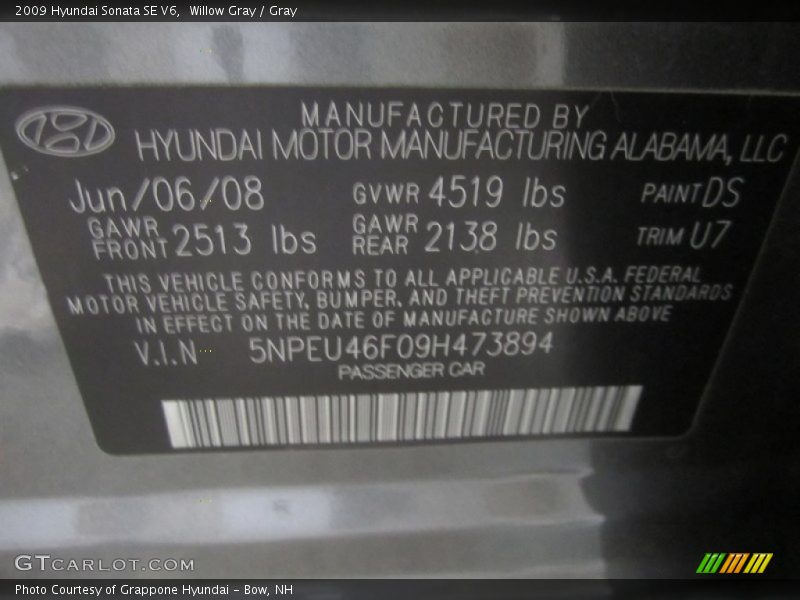 2009 Hyundai Sonata SE V6,  Willow Gray / Gray
MANUFACTURED BY
HYUNDAI MOTOR MANUFACTURING ALABAMA, LLC
Jun/06/08 GVWR 4519 lbs PAINT DS
GAWR FRONT 2513 lbs GAWR REAR 2138 lbs TRIM U7
THIS VEHICLE CONFORMS TO ALL APPLICABLE U.S.A. FEDERAL
MOTOR VEHICLE SAFETY, BUMPER, AND THEFT PREVENTION STANDARDS
IN EFFECT ON THE DATE OF MANUFACTURE SHOWN ABOVE
V.I.N 5NPEU46F09H473894
PASSENGER CAR
GTCARLOT.COM
Photo Courtesy of Grappone Hyundai - Bow, NH